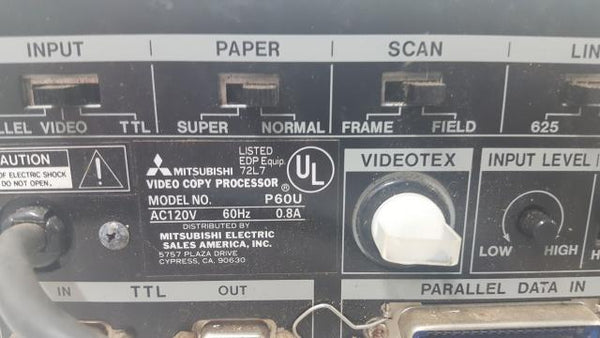 INPUT PAPER SCAN LIN
LLEL VIDEO TTL SUPER NORMAL FRAME FIELD 625
CAUTION
OF ELECTRIC SHOCK
DO NOT OPEN.
MITSUBISHI
LISTED
EDP Equip.
72L7
UL
®
VIDEO COPY PROCESSOR
MODEL NO. P60U
AC120V 60Hz 0.8A
DISTRIBUTED BY
MITSUBISHI ELECTRIC
SALES AMERICA, INC.
5757 PLAZA DRIVE
CYPRESS, CA. 90630
VIDEOTEX
INPUT LEVEL
LOW HIGH H
IN TTL OUT
PARALLEL DATA IN